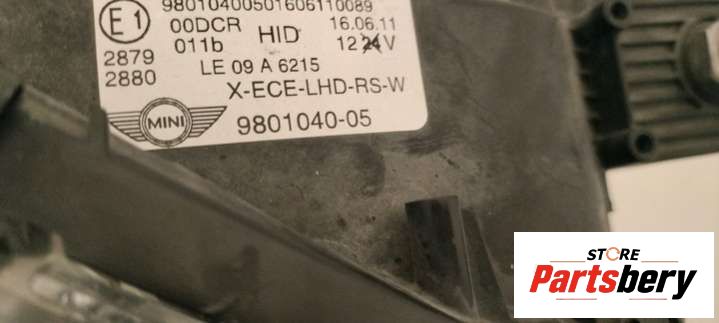 98010400501606110089
E1
00DCR HID 16.06.11
011b 12 24 V
2879
2880
LE 09 A 6215
X-ECE-LHD-RS-W
MINI
9801040-05
STORE
Partsbery